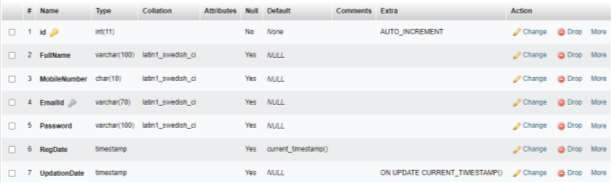 # Name Type Collation Attributes Null Default Comments Extra Action
1 id int(11) No None AUTO_INCREMENT Change Drop More
2 FullName varchar(100) latin1_swedish_ci Yes NULL Change Drop More
3 MobileNumber char(10) latin1_swedish_ci Yes NULL Change Drop More
4 EmailId varchar(70) latin1_swedish_ci Yes NULL Change Drop More
5 Password varchar(100) latin1_swedish_ci Yes NULL Change Drop More
6 RegDate timestamp Yes current_timestamp() Change Drop More
7 UpdationDate timestamp Yes NULL ON UPDATE CURRENT_TIMESTAMP() Change Drop More